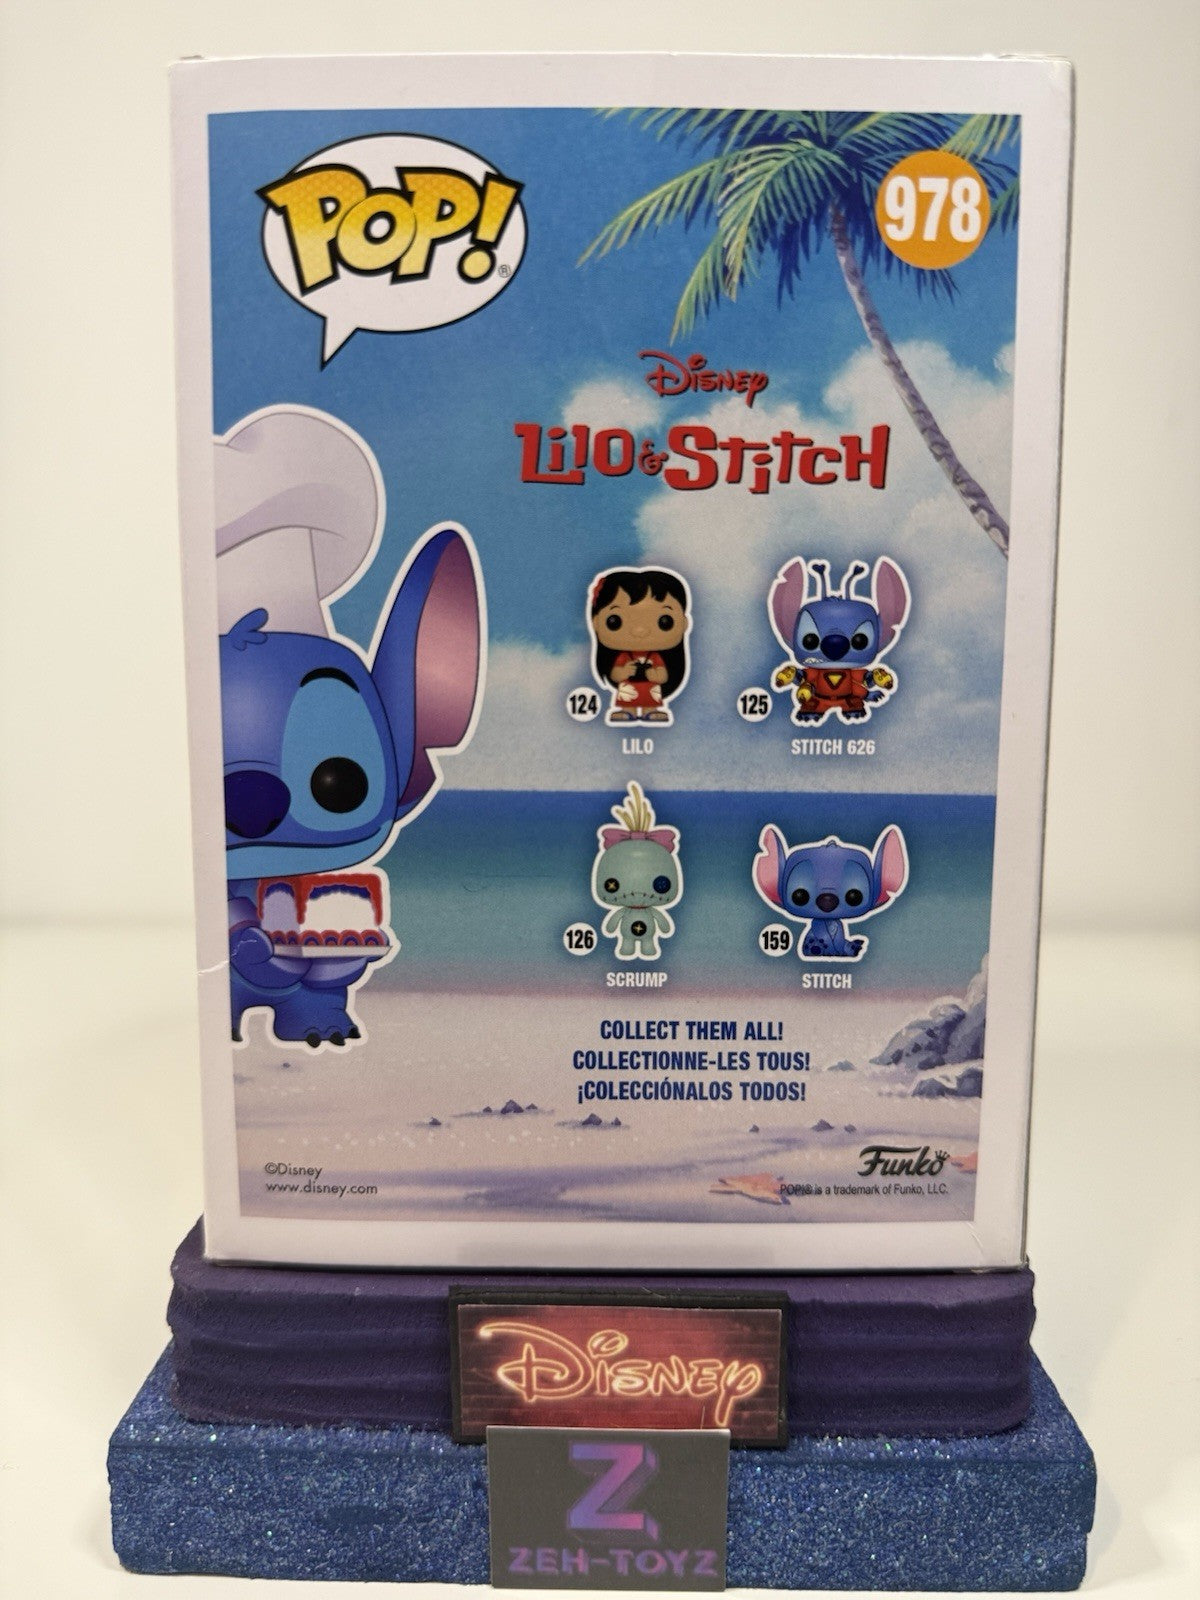 POP!®
978
Disney
Lilo & Stitch
124
LILO
125
STITCH 626
126
SCRUMP
159
STITCH
COLLECT THEM ALL!
COLLECTIONNE-LES TOUS!
¡COLECCIÓNALOS TODOS!
©Disney
www.disney.com
Funko
POP!® is a trademark of Funko, LLC.
Disney
Z
ZEH-TOYZ